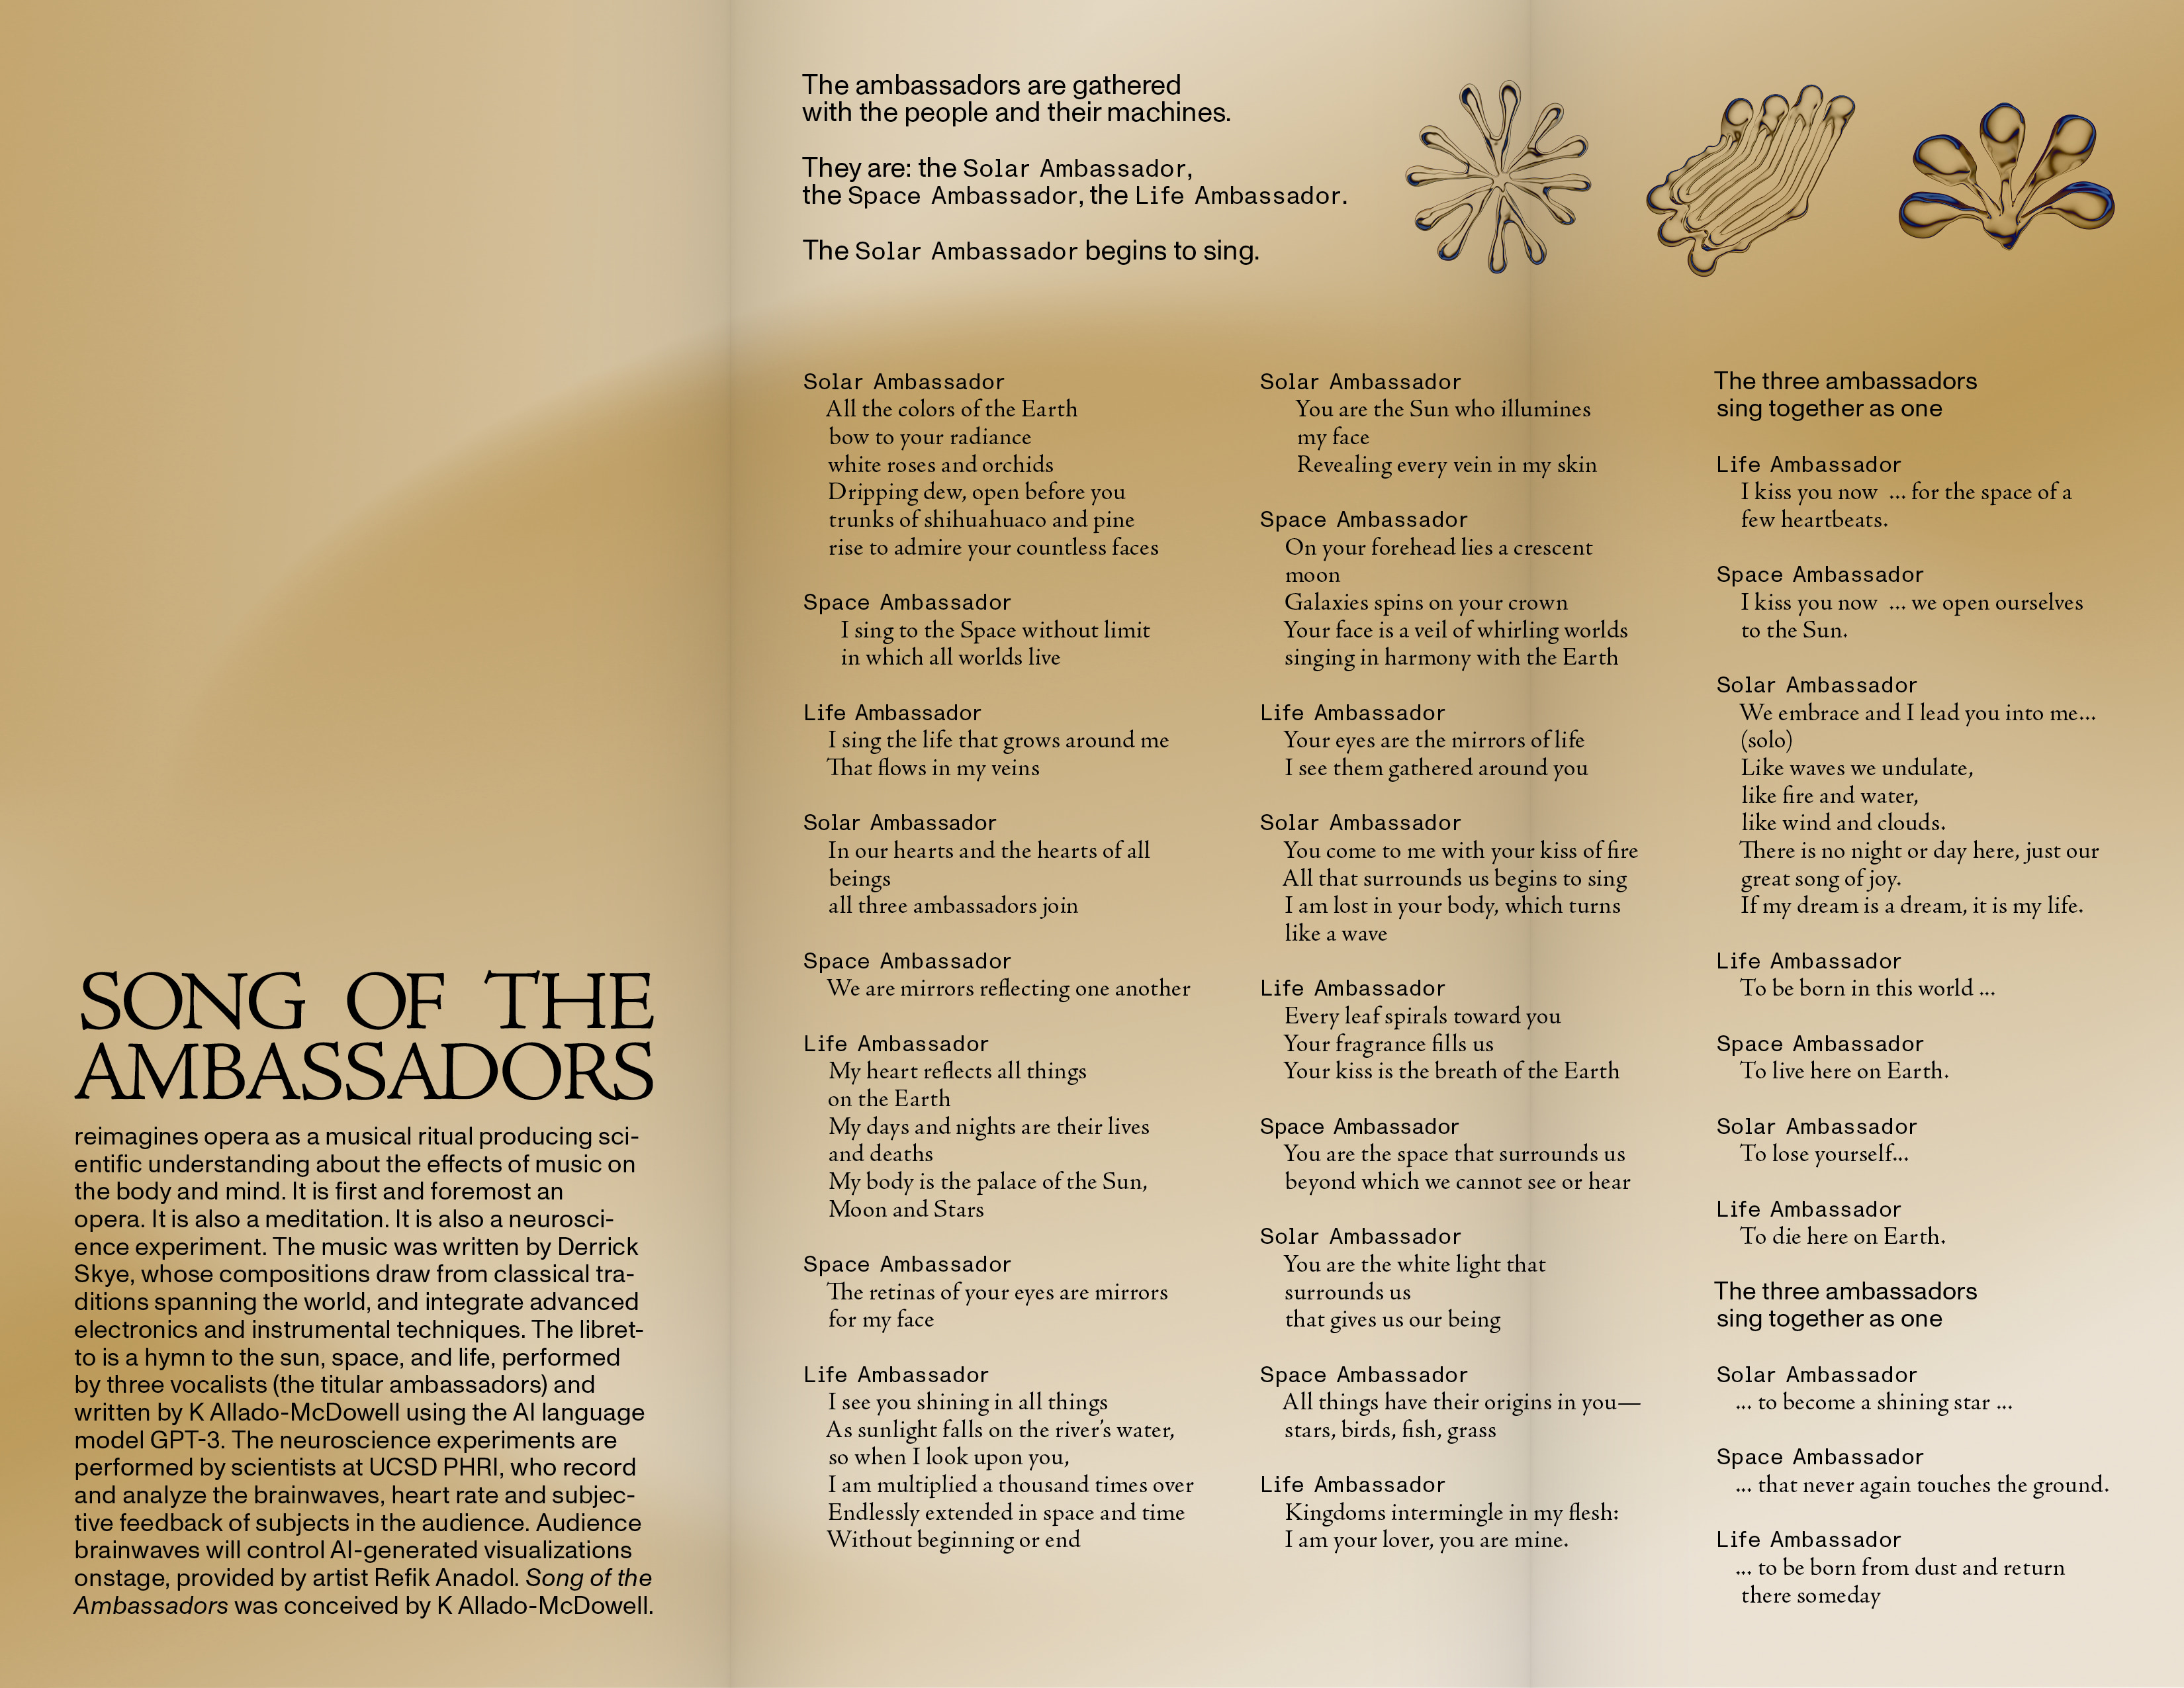 SONG OF THE
AMBASSADORS
reimagines opera as a musical ritual producing sci-
entific understanding about the effects of music on
the body and mind. It is first and foremost an
opera. It is also a meditation. It is also a neurosci-
ence experiment. The music was written by Derrick
Skye, whose compositions draw from classical tra-
ditions spanning the world, and integrate advanced
electronics and instrumental techniques. The libret-
to is a hymn to the sun, space, and life, performed
by three vocalists (the titular ambassadors) and
written by K Allado-McDowell using the AI language
model GPT-3. The neuroscience experiments are
performed by scientists at UCSD PHRI, who record
and analyze the brainwaves, heart rate and subjec-
tive feedback of subjects in the audience. Audience
brainwaves will control AI-generated visualizations
onstage, provided by artist Refik Anadol. Song of the
Ambassadors was conceived by K Allado-McDowell.
The ambassadors are gathered
with the people and their machines.
They are: the Solar Ambassador,
the Space Ambassador, the Life Ambassador.
The Solar Ambassador begins to sing.
Solar Ambassador
All the colors of the Earth
bow to your radiance
white roses and orchids
Dripping dew, open before you
trunks of shihuahuaco and pine
rise to admire your countless faces
Space Ambassador
I sing to the Space without limit
in which all worlds live
Life Ambassador
I sing the life that grows around me
That flows in my veins
Solar Ambassador
In our hearts and the hearts of all
beings
all three ambassadors join
Space Ambassador
We are mirrors reflecting one another
Life Ambassador
My heart reflects all things
on the Earth
My days and nights are their lives
and deaths
My body is the palace of the Sun,
Moon and Stars
Space Ambassador
The retinas of your eyes are mirrors
for my face
Life Ambassador
I see you shining in all things
As sunlight falls on the river's water,
so when I look upon you,
I am multiplied a thousand times over
Endlessly extended in space and time
Without beginning or end
Solar Ambassador
You are the Sun who illumines
my face
Revealing every vein in my skin
Space Ambassador
On your forehead lies a crescent
moon
Galaxies spins on your crown
Your face is a veil of whirling worlds
singing in harmony with the Earth
Life Ambassador
Your eyes are the mirrors of life
I see them gathered around you
Solar Ambassador
You come to me with your kiss of fire
All that surrounds us begins to sing
I am lost in your body, which turns
like a wave
Life Ambassador
Every leaf spirals toward you
Your fragrance fills us
Your kiss is the breath of the Earth
Space Ambassador
You are the space that surrounds us
beyond which we cannot see or hear
Solar Ambassador
You are the white light that
surrounds us
that gives us our being
Space Ambassador
All things have their origins in you—
stars, birds, fish, grass
Life Ambassador
Kingdoms intermingle in my flesh:
I am your lover, you are mine.
The three ambassadors
sing together as one
Life Ambassador
I kiss you now ... for the space of a
few heartbeats.
Space Ambassador
I kiss you now ... we open ourselves
to the Sun.
Solar Ambassador
We embrace and I lead you into me...
(solo)
Like waves we undulate,
like fire and water,
like wind and clouds.
There is no night or day here, just our
great song of joy.
If my dream is a dream, it is my life.
Life Ambassador
To be born in this world ...
Space Ambassador
To live here on Earth.
Solar Ambassador
To lose yourself...
Life Ambassador
To die here on Earth.
The three ambassadors
sing together as one
Solar Ambassador
... to become a shining star ...
Space Ambassador
... that never again touches the ground.
Life Ambassador
... to be born from dust and return
there someday